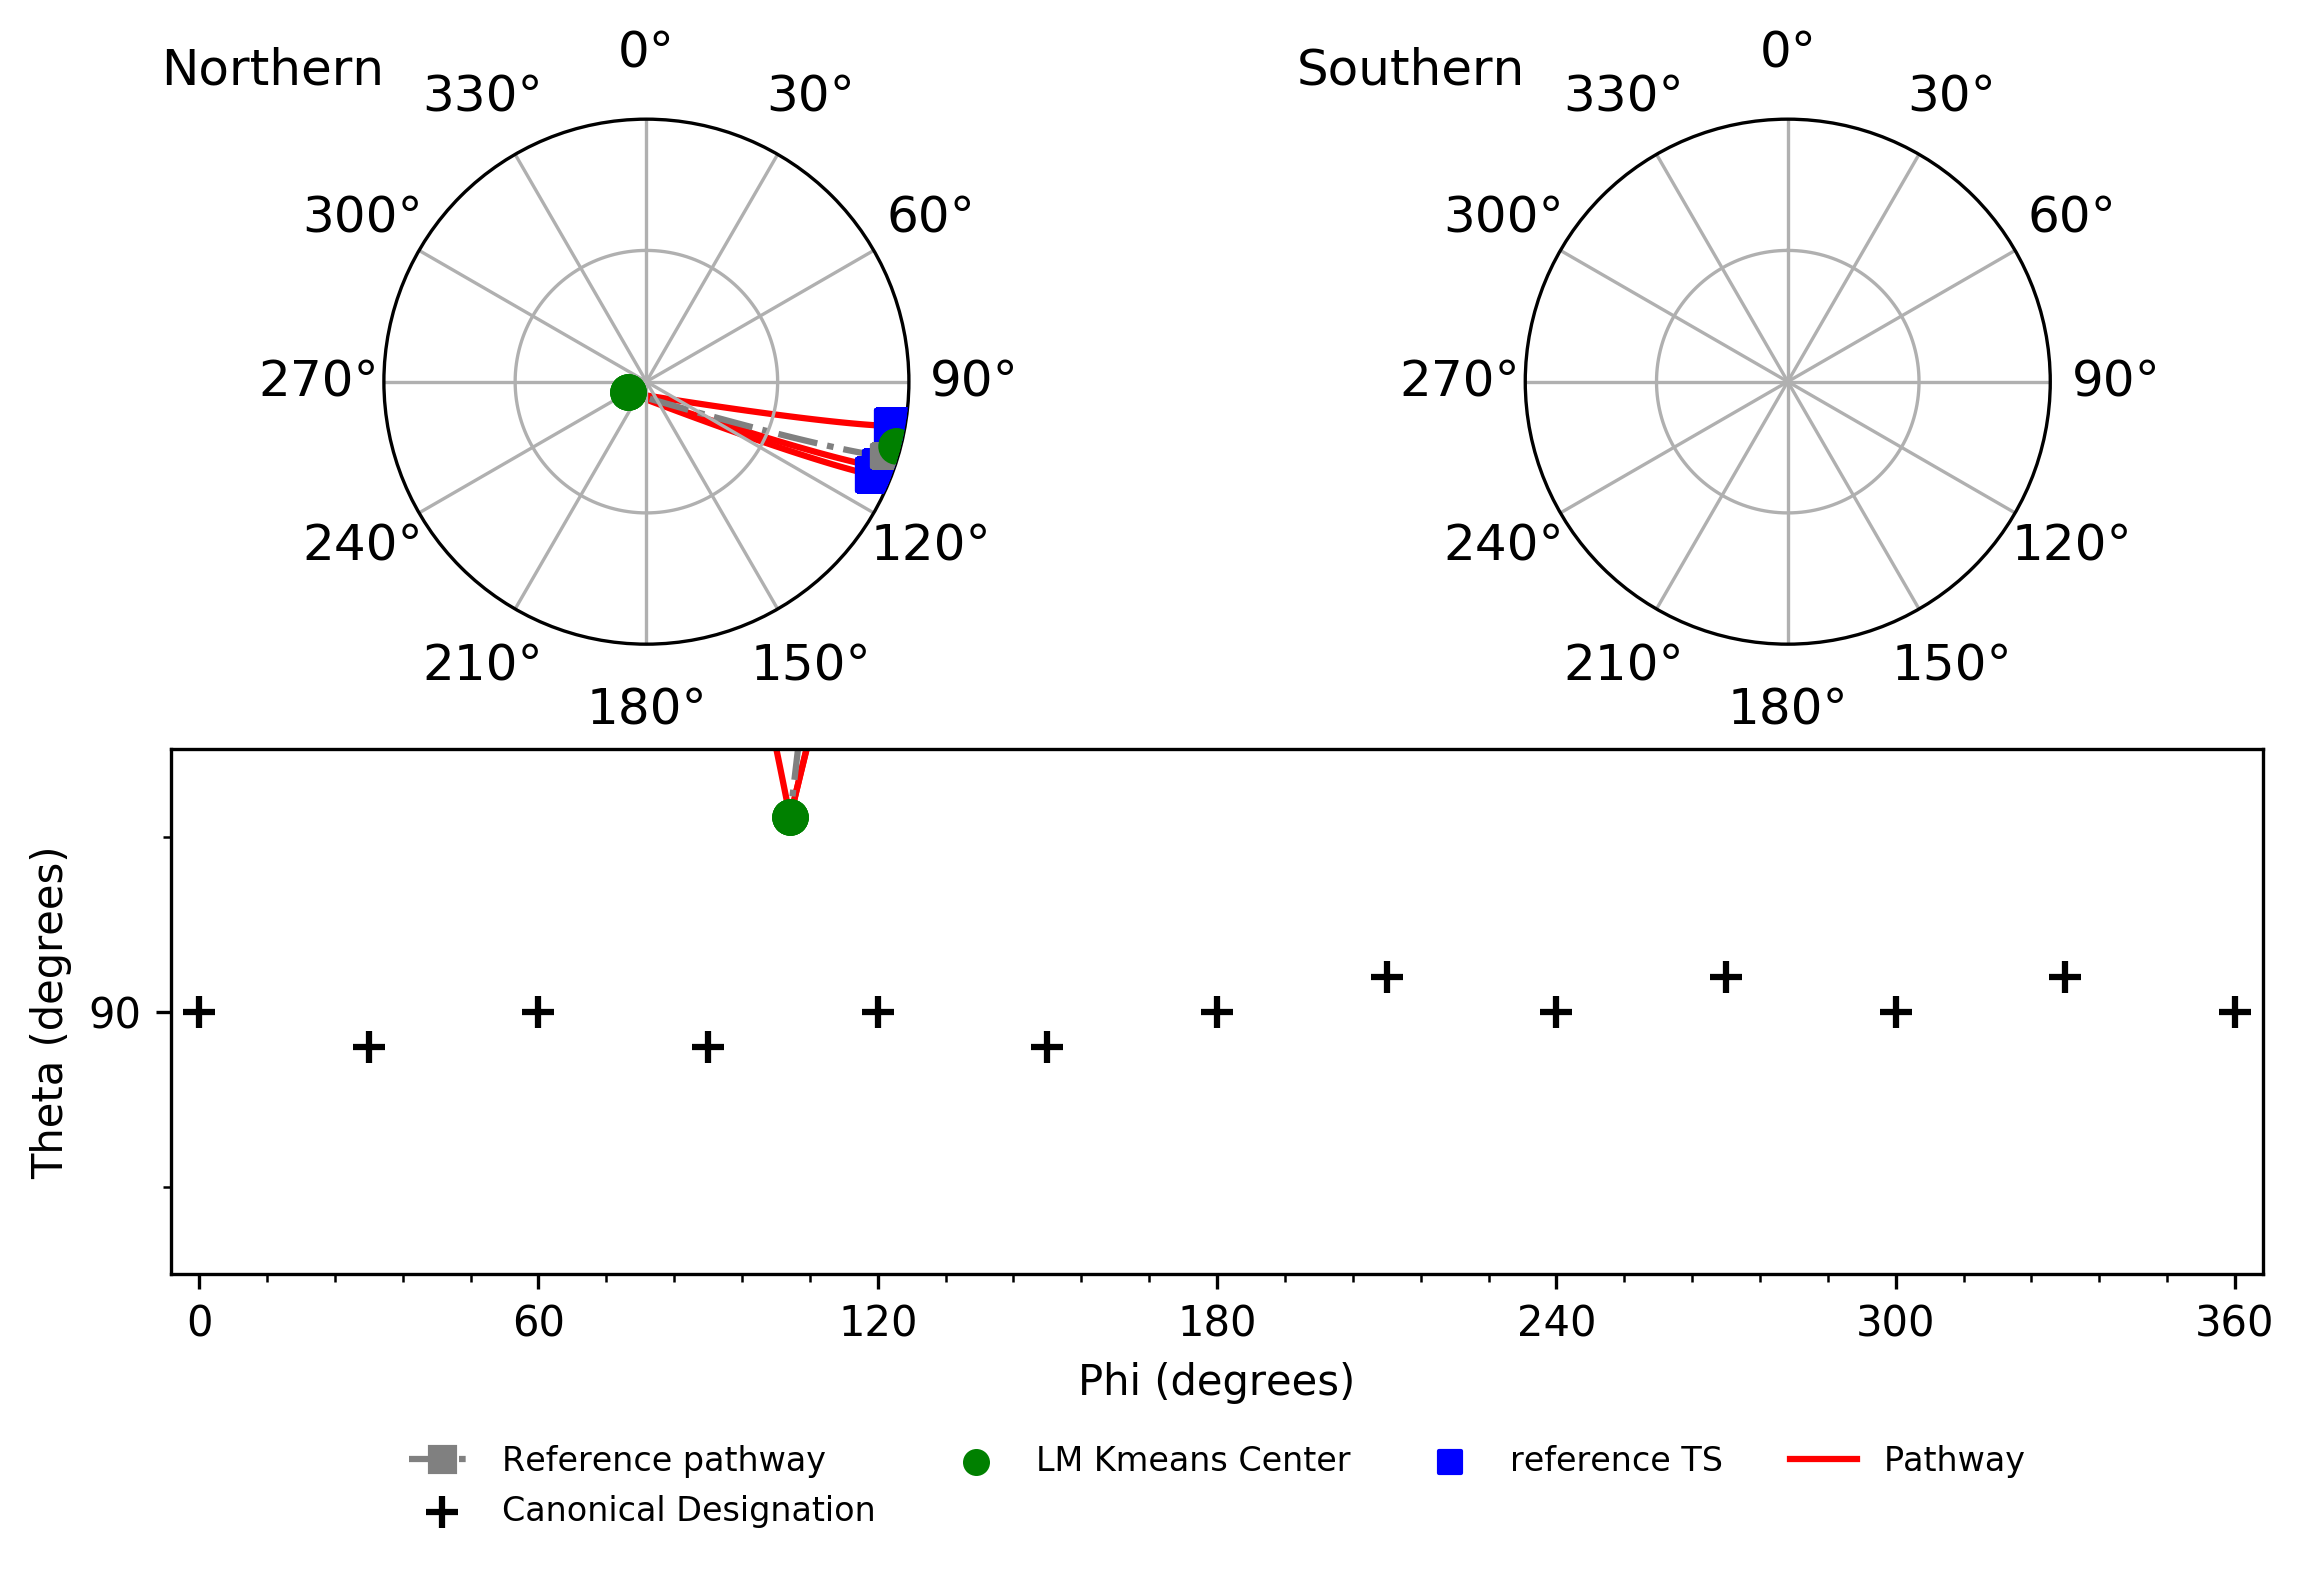 Northern
0°
330°
30°
300°
60°
270°
90°
240°
120°
210°
150°
180°
Southern
0°
330°
30°
300°
60°
270°
90°
240°
120°
210°
150°
180°
Theta (degrees)
90
0 60 120 180 240 300 360
Phi (degrees)
Reference pathway
Canonical Designation
LM Kmeans Center
reference TS
Pathway